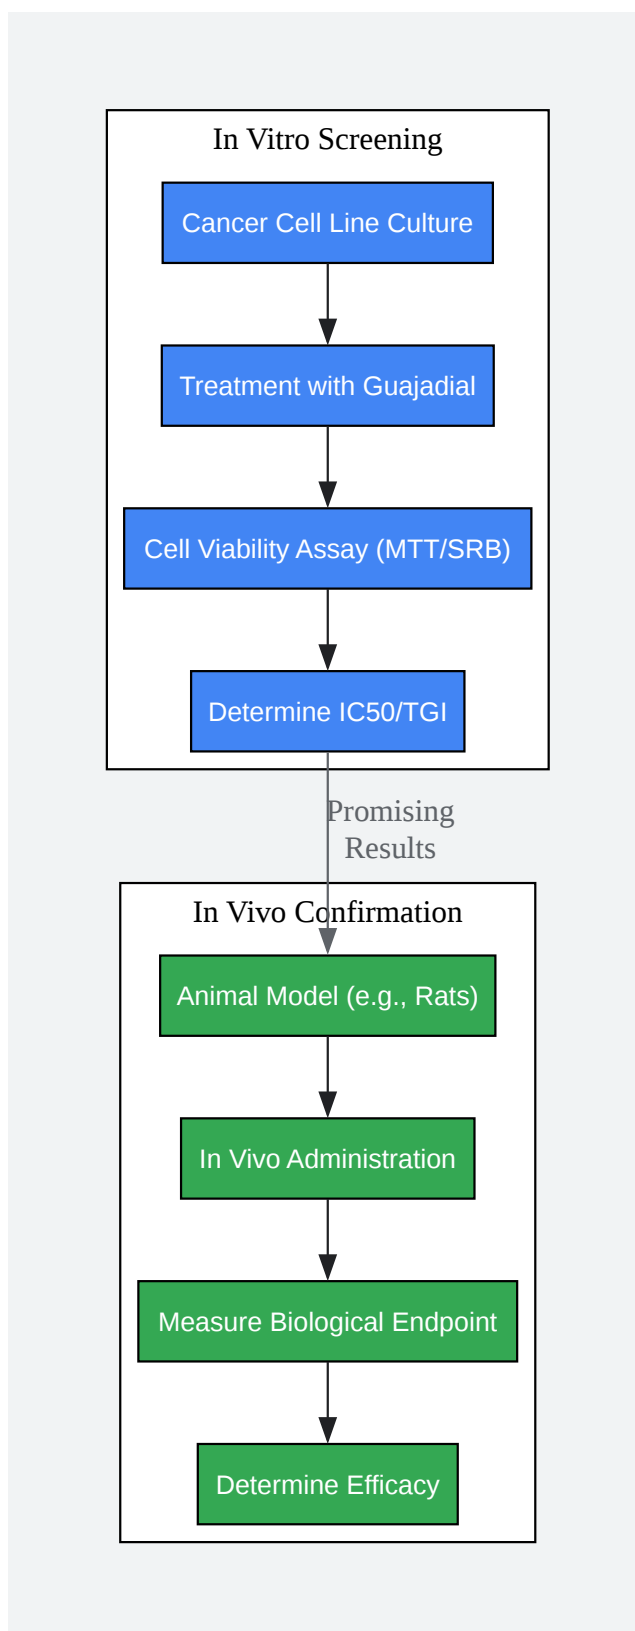 In Vitro Screening
Cancer Cell Line Culture
Treatment with Guajadial
Cell Viability Assay (MTT/SRB)
Determine IC50/TGI
Promising
Results
In Vivo Confirmation
Animal Model (e.g., Rats)
In Vivo Administration
Measure Biological Endpoint
Determine Efficacy